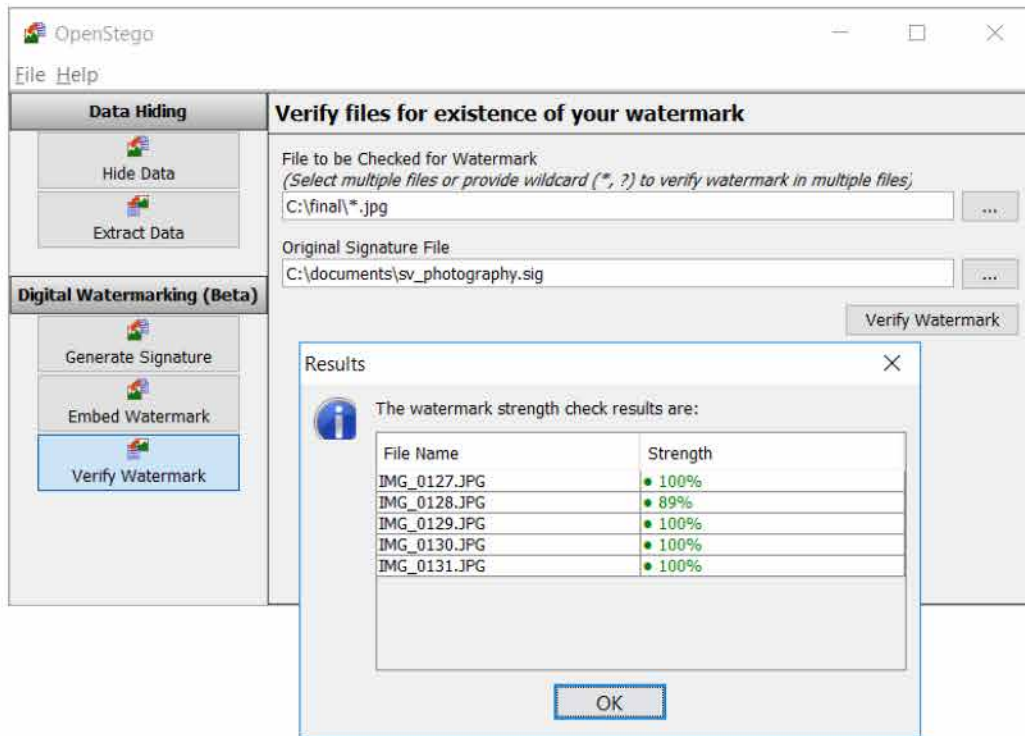 OpenStego
File Help
Data Hiding
Hide Data
Extract Data
Digital Watermarking (Beta)
Generate Signature
Embed Watermark
Verify Watermark
Verify files for existence of your watermark
File to be Checked for Watermark
(Select multiple files or provide wildcard (*, ?) to verify watermark in multiple files)
C:\final\*.jpg
...
Original Signature File
C:\documents\sv_photography.sig
...
Verify Watermark
Results
The watermark strength check results are:
File Name Strength
IMG_0127.JPG • 100%
IMG_0128.JPG • 89%
IMG_0129.JPG • 100%
IMG_0130.JPG • 100%
IMG_0131.JPG • 100%
OK